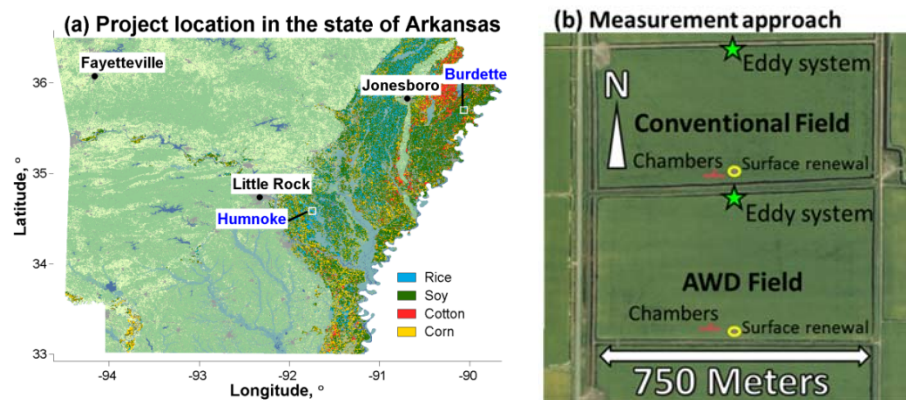 (a) Project location in the state of Arkansas
Fayetteville
Jonesboro
Burdette
Little Rock
Humnoke
Latitude, °
36
35
34
33
Rice
Soy
Cotton
Corn
-94
-93
-92
-91
-90
Longitude, °
(b) Measurement approach
Eddy system
N
Conventional Field
Chambers
Surface renewal
Eddy system
AWD Field
Chambers
Surface renewal
750 Meters